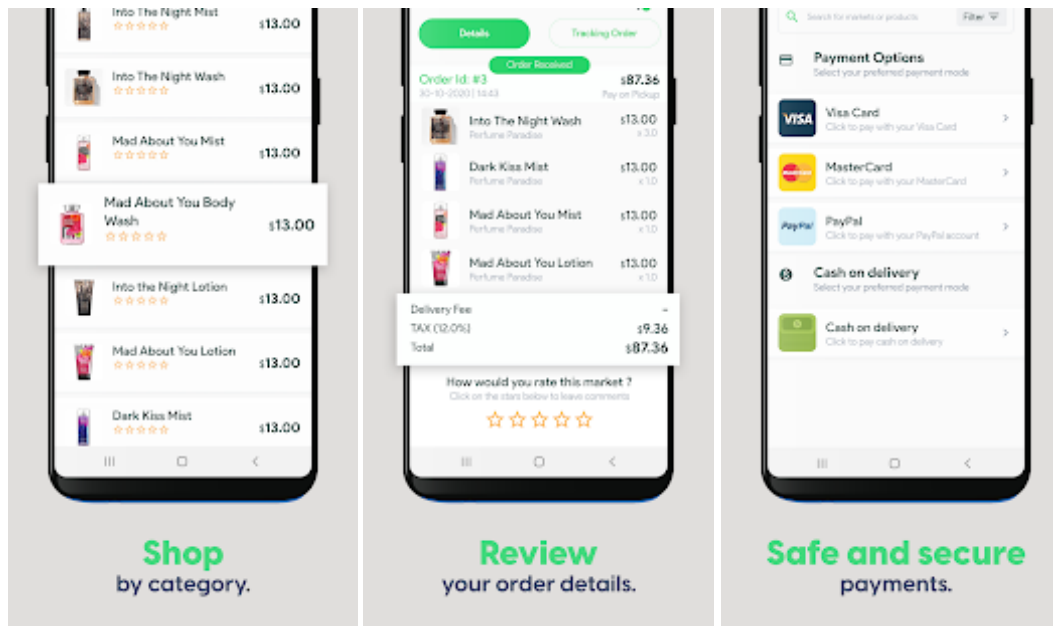 Into The Night Mist
$13.00
Into The Night Wash
$13.00
Mad About You Mist
$13.00
Mad About You Body
Wash
$13.00
Into the Night Lotion
$13.00
Mad About You Lotion
$13.00
Dark Kiss Mist
$13.00
Shop
by category.
Details
Tracking Order
Order Received
Order Id: #3
$87.36
30-10-2020 | 14:43
Pay on Pickup
Into The Night Wash
$13.00
Perfume Paradise
x 3.0
Dark Kiss Mist
$13.00
Perfume Paradise
x 1.0
Mad About You Mist
$13.00
Perfume Paradise
x 1.0
Mad About You Lotion
$13.00
Perfume Paradise
x 1.0
Delivery Fee
-
TAX (12.0%)
$9.36
Total
$87.36
How would you rate this market ?
Click on the stars below to leave comments
Review
your order details.
Search for markets or products
Filter
Payment Options
Select your preferred payment mode
VISA
Visa Card
Click to pay with your Visa Card
MasterCard
MasterCard
Click to pay with your MasterCard
PayPal
PayPal
Click to pay with your PayPal account
Cash on delivery
Select your preferred payment mode
Cash on delivery
Click to pay cash on delivery
Safe and secure
payments.